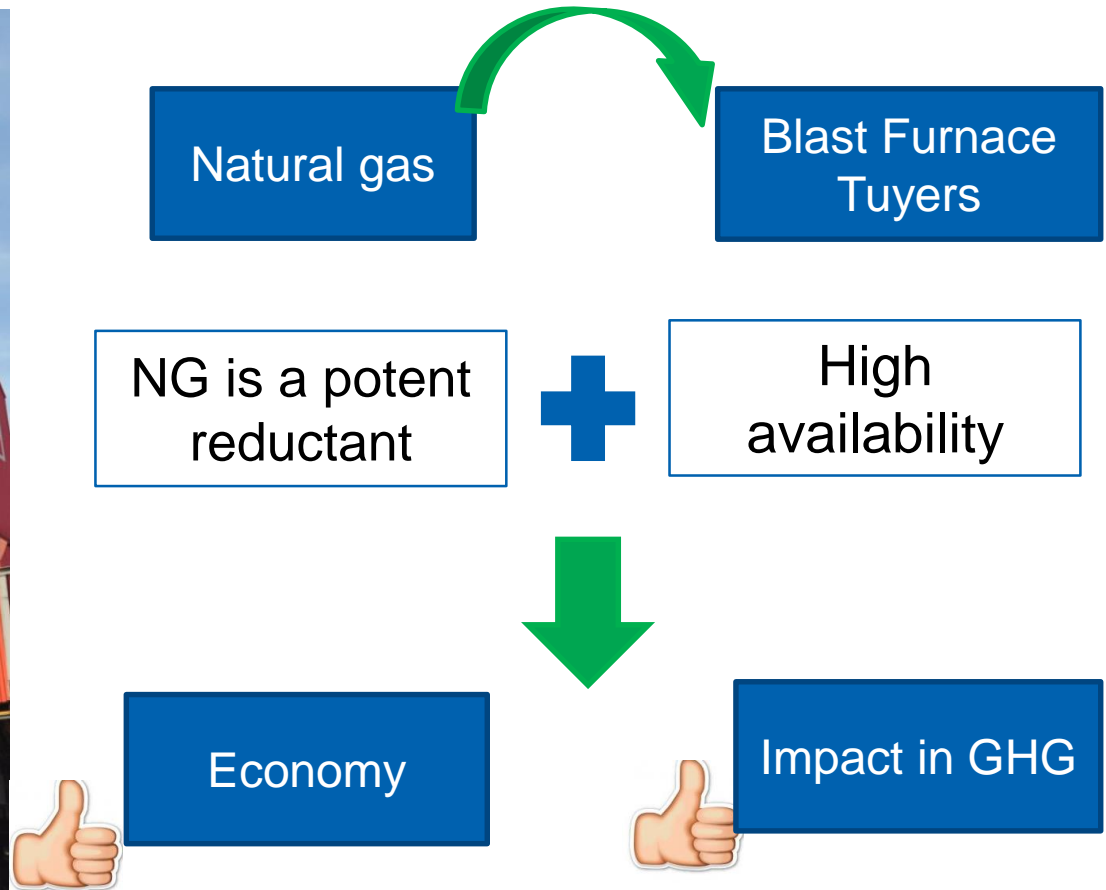 Natural gas
Blast Furnace
Tuyers
NG is a potent
reductant
High
availability
Economy
Impact in GHG